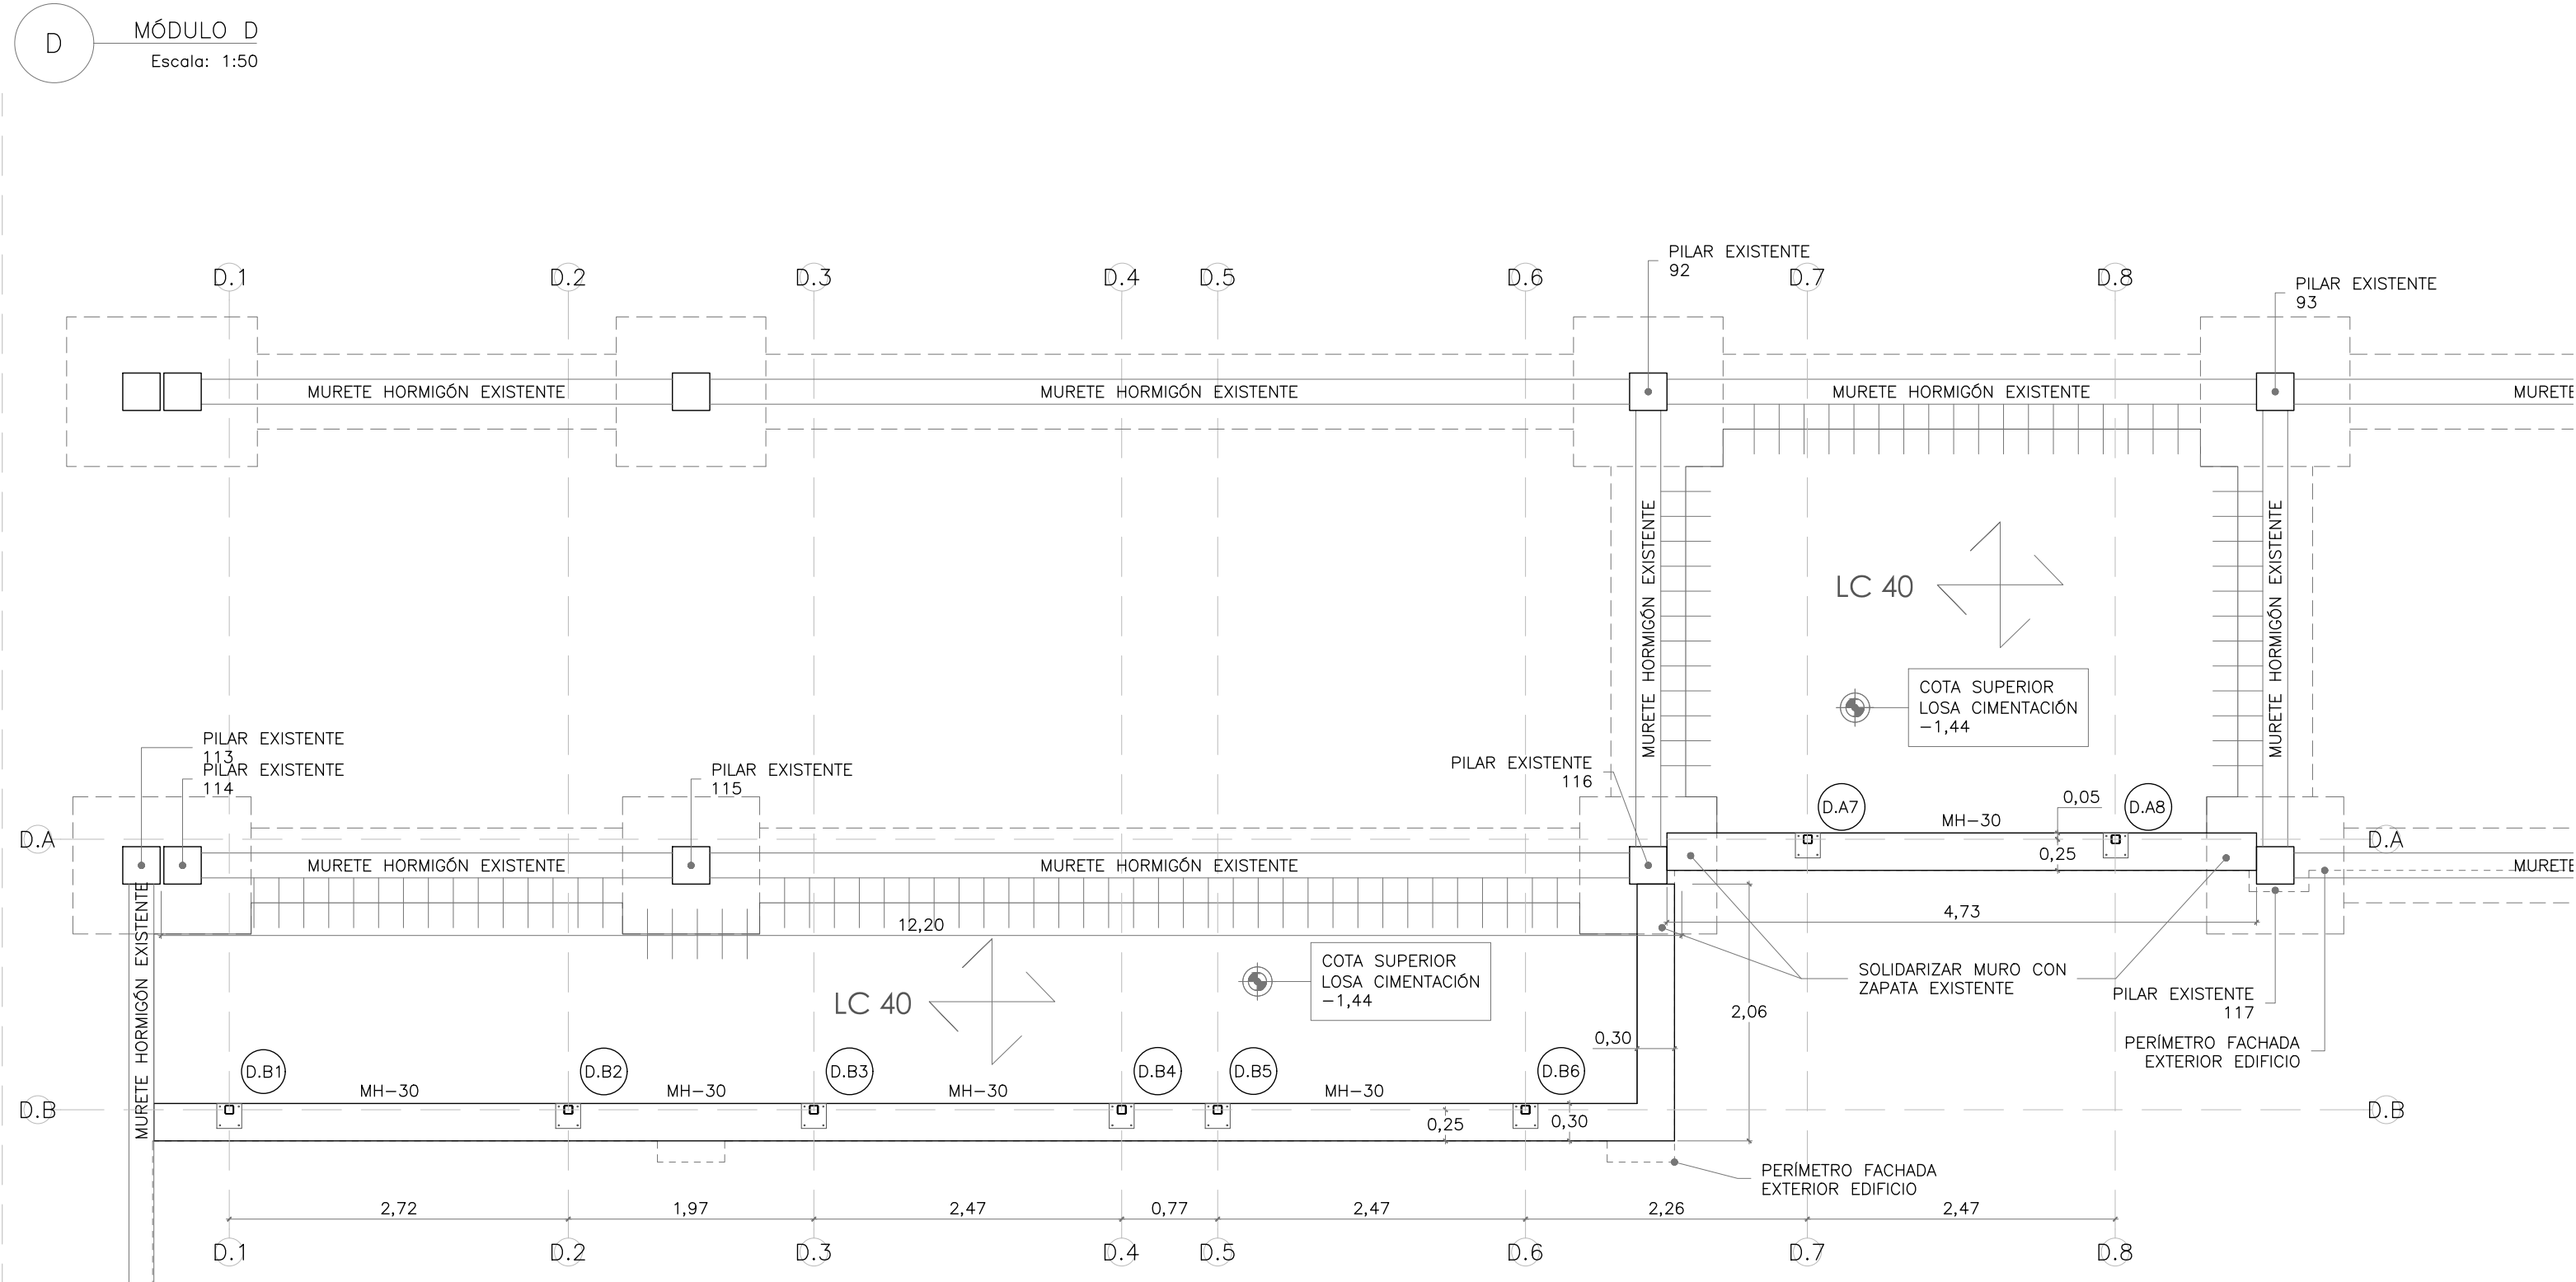 D
MÓDULO D
Escala: 1:50
D.1
D.2
D.3
D.4
D.5
D.6
D.7
D.8
PILAR EXISTENTE
92
PILAR EXISTENTE
93
MURETE HORMIGÓN EXISTENTE
MURETE HORMIGÓN EXISTENTE
MURETE HORMIGÓN EXISTENTE
MURETE
MURETE HORMIGÓN EXISTENTE
MURETE HORMIGÓN EXISTENTE
LC 40
COTA SUPERIOR
LOSA CIMENTACIÓN
-1,44
PILAR EXISTENTE
113
PILAR EXISTENTE
114
PILAR EXISTENTE
115
PILAR EXISTENTE
116
D.A7
MH-30
0,05
D.A8
D.A
D.A
0,25
MURETE HORMIGÓN EXISTENTE
MURETE HORMIGÓN EXISTENTE
MURETE
MURETE HORMIGÓN EXISTENTE
12,20
4,73
COTA SUPERIOR
LOSA CIMENTACIÓN
-1,44
LC 40
SOLIDARIZAR MURO CON
ZAPATA EXISTENTE
PILAR EXISTENTE
117
2,06
0,30
PERÍMETRO FACHADA
EXTERIOR EDIFICIO
D.B1
D.B2
D.B3
D.B4
D.B5
D.B6
MH-30
MH-30
MH-30
MH-30
D.B
D.B
0,25
0,30
PERÍMETRO FACHADA
EXTERIOR EDIFICIO
2,72
1,97
2,47
0,77
2,47
2,26
2,47
D.1
D.2
D.3
D.4
D.5
D.6
D.7
D.8